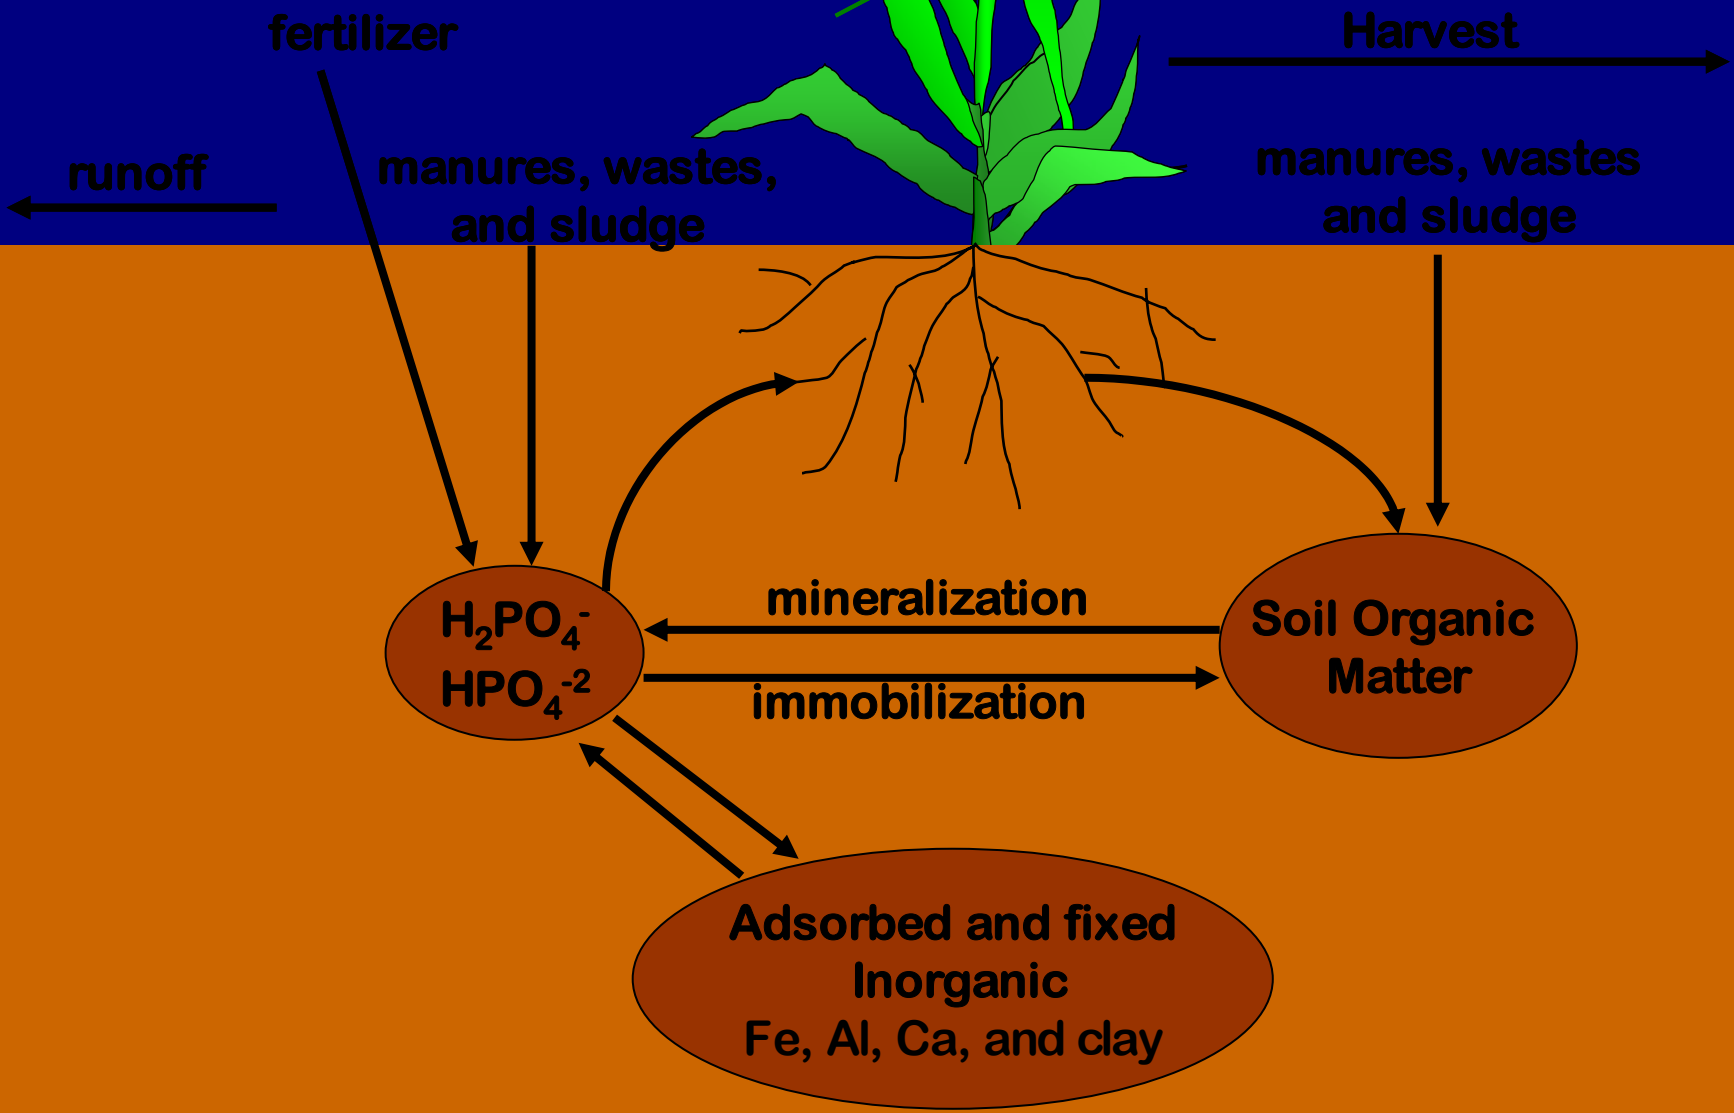 fertilizer
Harvest
runoff
manures, wastes,
and sludge
manures, wastes
and sludge
mineralization
immobilization
H₂PO₄⁻
HPO₄⁻²
Soil Organic
Matter
Adsorbed and fixed
Inorganic
Fe, Al, Ca, and clay